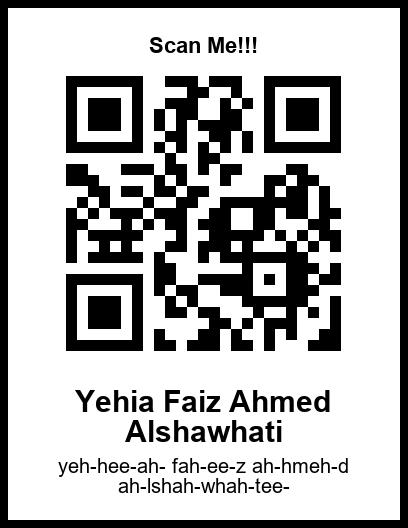 Scan Me!!!
Yehia Faiz Ahmed
Alshawhati
yeh-hee-ah- fah-ee-z ah-hmeh-d
ah-lshah-whah-tee-